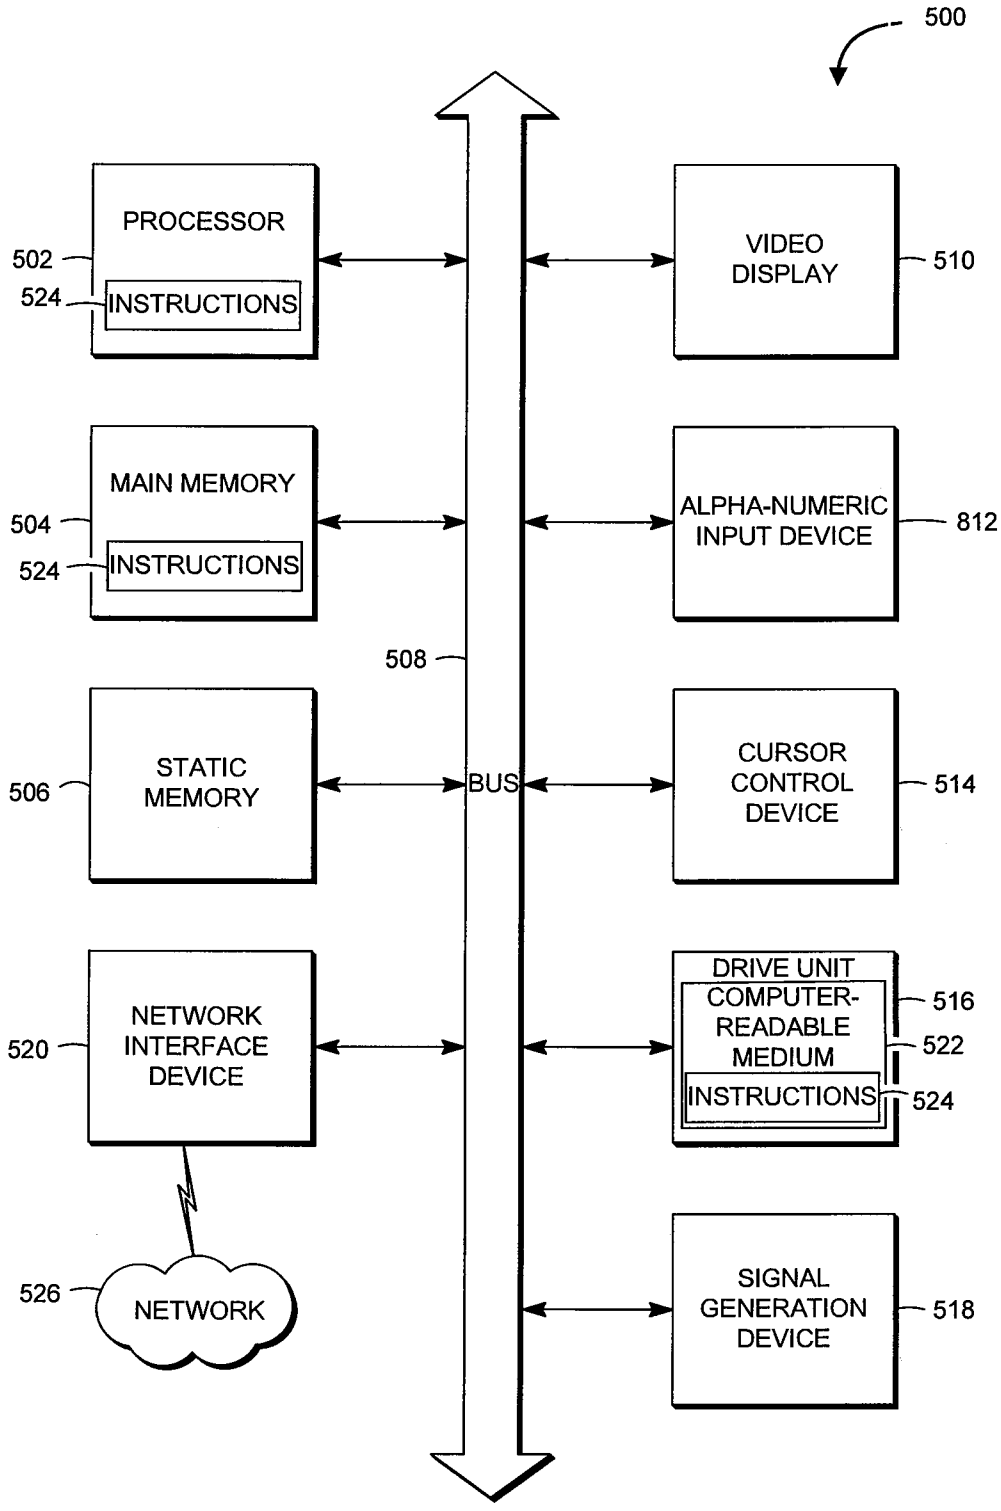 500
PROCESSOR
502
524
INSTRUCTIONS
VIDEO
DISPLAY
510
MAIN MEMORY
504
524
INSTRUCTIONS
ALPHA-NUMERIC
INPUT DEVICE
812
508
STATIC
MEMORY
506
BUS
CURSOR
CONTROL
DEVICE
514
NETWORK
INTERFACE
DEVICE
520
DRIVE UNIT
COMPUTER-
READABLE
MEDIUM
INSTRUCTIONS
516
522
524
526
NETWORK
SIGNAL
GENERATION
DEVICE
518